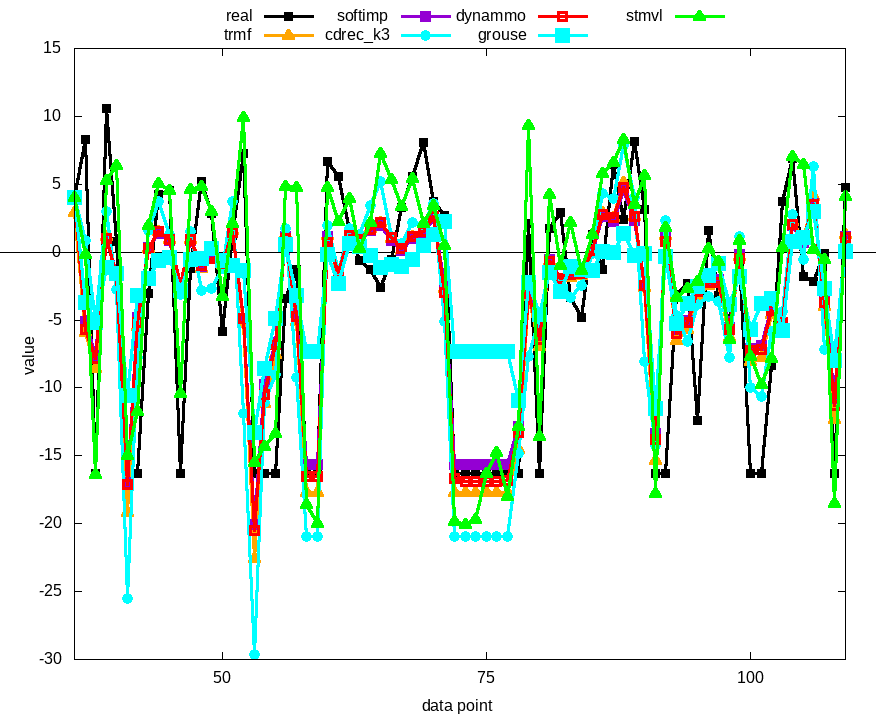 real softimp dynammo stmvl
trmf cdrec_k3 grouse
15
10
5
0
-5
-10
-15
-20
-25
-30
value
50 75 100
data point